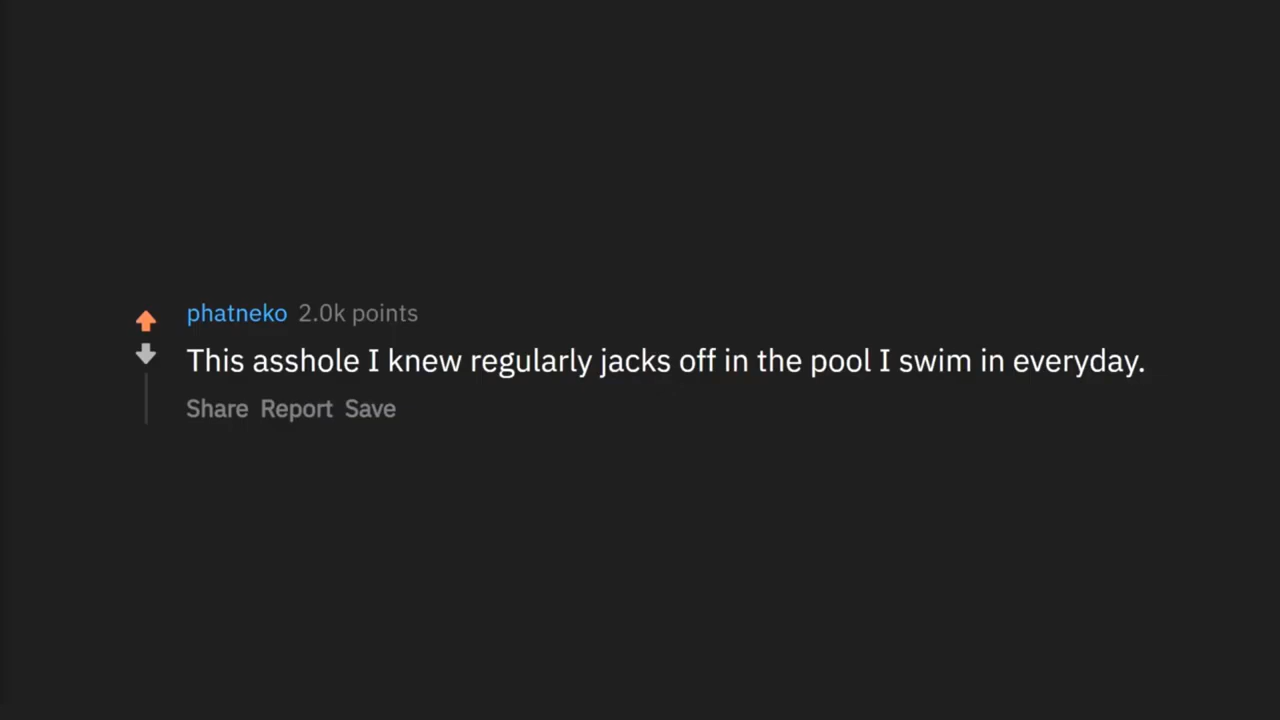 phatneko 2.0k points
This asshole I knew regularly jacks off in the pool I swim in everyday.
Share Report Save